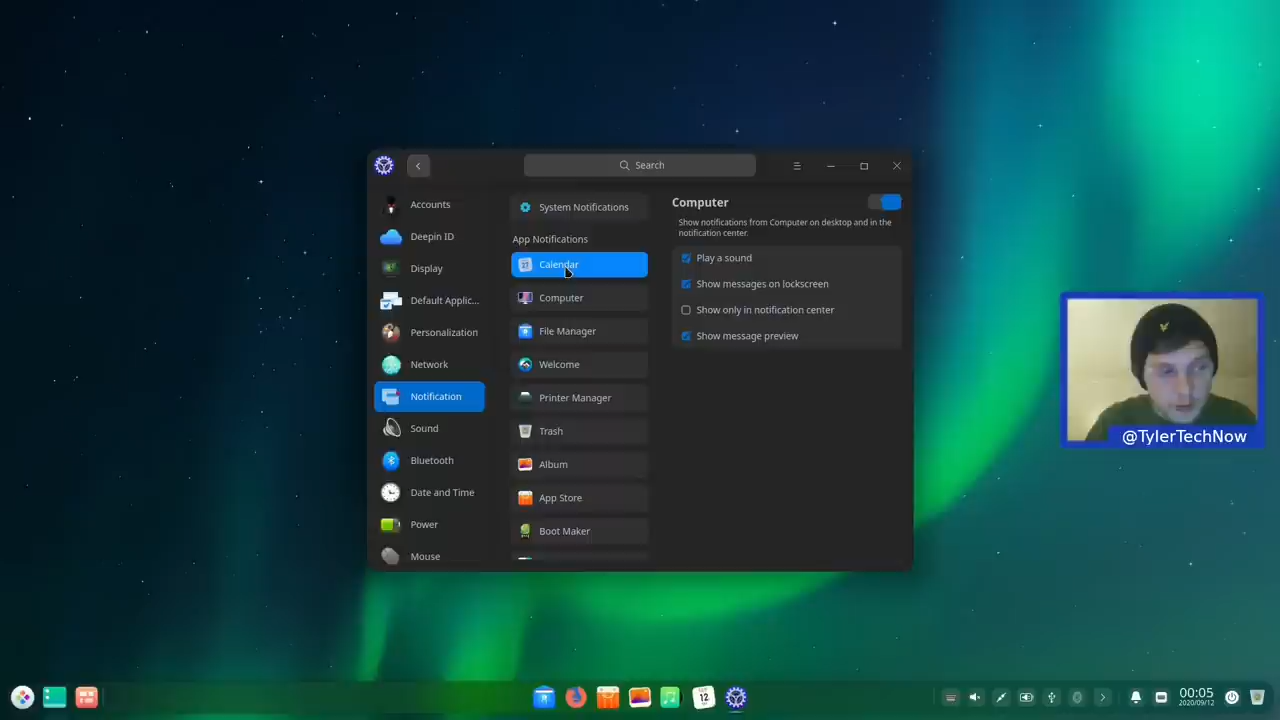 Search
Accounts
Deepin ID
Display
Default Applic...
Personalization
Network
Notification
Sound
Bluetooth
Date and Time
Power
Mouse
System Notifications
App Notifications
27
Calendar
Computer
File Manager
Welcome
Printer Manager
Trash
Album
App Store
Boot Maker
Computer
Show notifications from Computer on desktop and in the
notification center.
Play a sound
Show messages on lockscreen
Show only in notification center
Show message preview
@TylerTechNow
SEP
12
00:05
2020/09/12